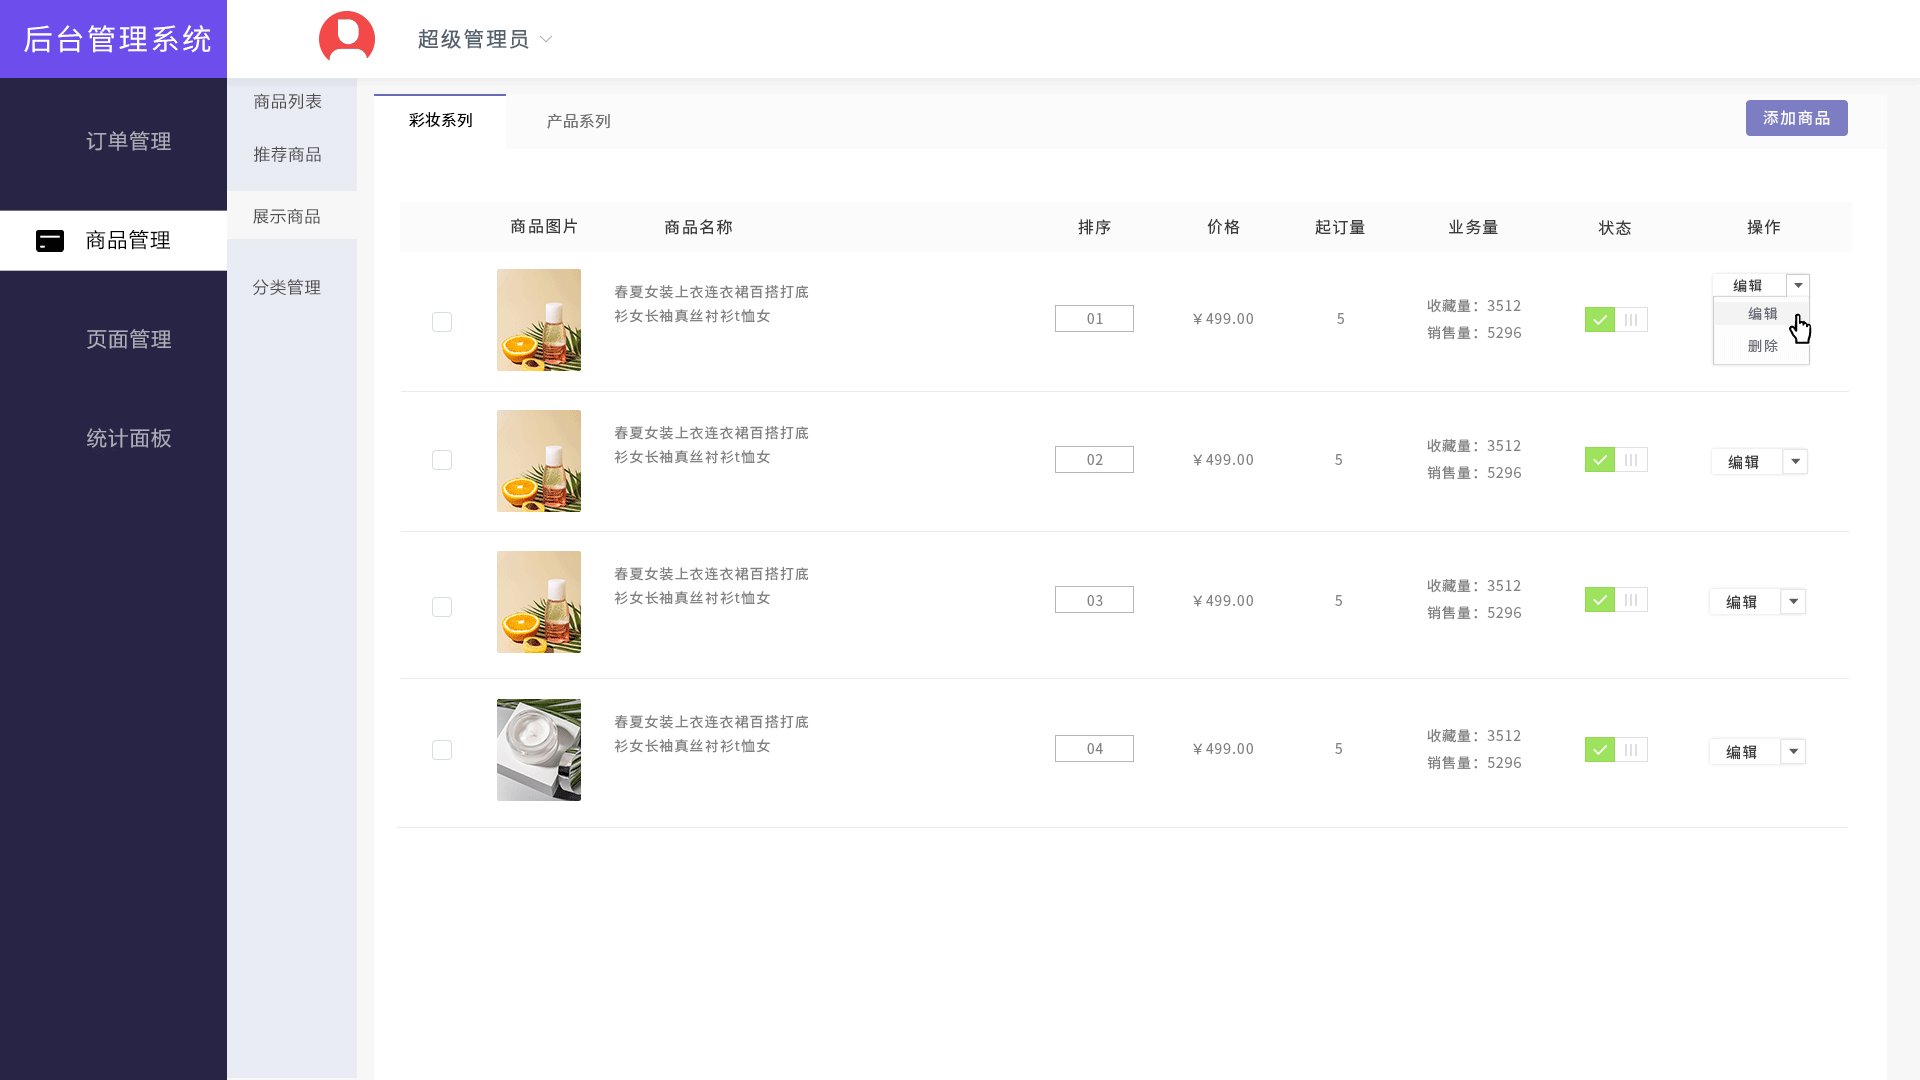 后台管理系统
超级管理员
订单管理
商品管理
页面管理
统计面板
商品列表
推荐商品
展示商品
分类管理
彩妆系列
产品系列
添加商品
商品图片 商品名称 排序 价格 起订量 业务量 状态 操作
春夏女装上衣连衣裙百搭打底
衫女长袖真丝衬衫t恤女
01
￥499.00
5
收藏量：3512
销售量：5296
编辑
编辑
删除
春夏女装上衣连衣裙百搭打底
衫女长袖真丝衬衫t恤女
02
￥499.00
5
收藏量：3512
销售量：5296
编辑
春夏女装上衣连衣裙百搭打底
衫女长袖真丝衬衫t恤女
03
￥499.00
5
收藏量：3512
销售量：5296
编辑
春夏女装上衣连衣裙百搭打底
衫女长袖真丝衬衫t恤女
04
￥499.00
5
收藏量：3512
销售量：5296
编辑